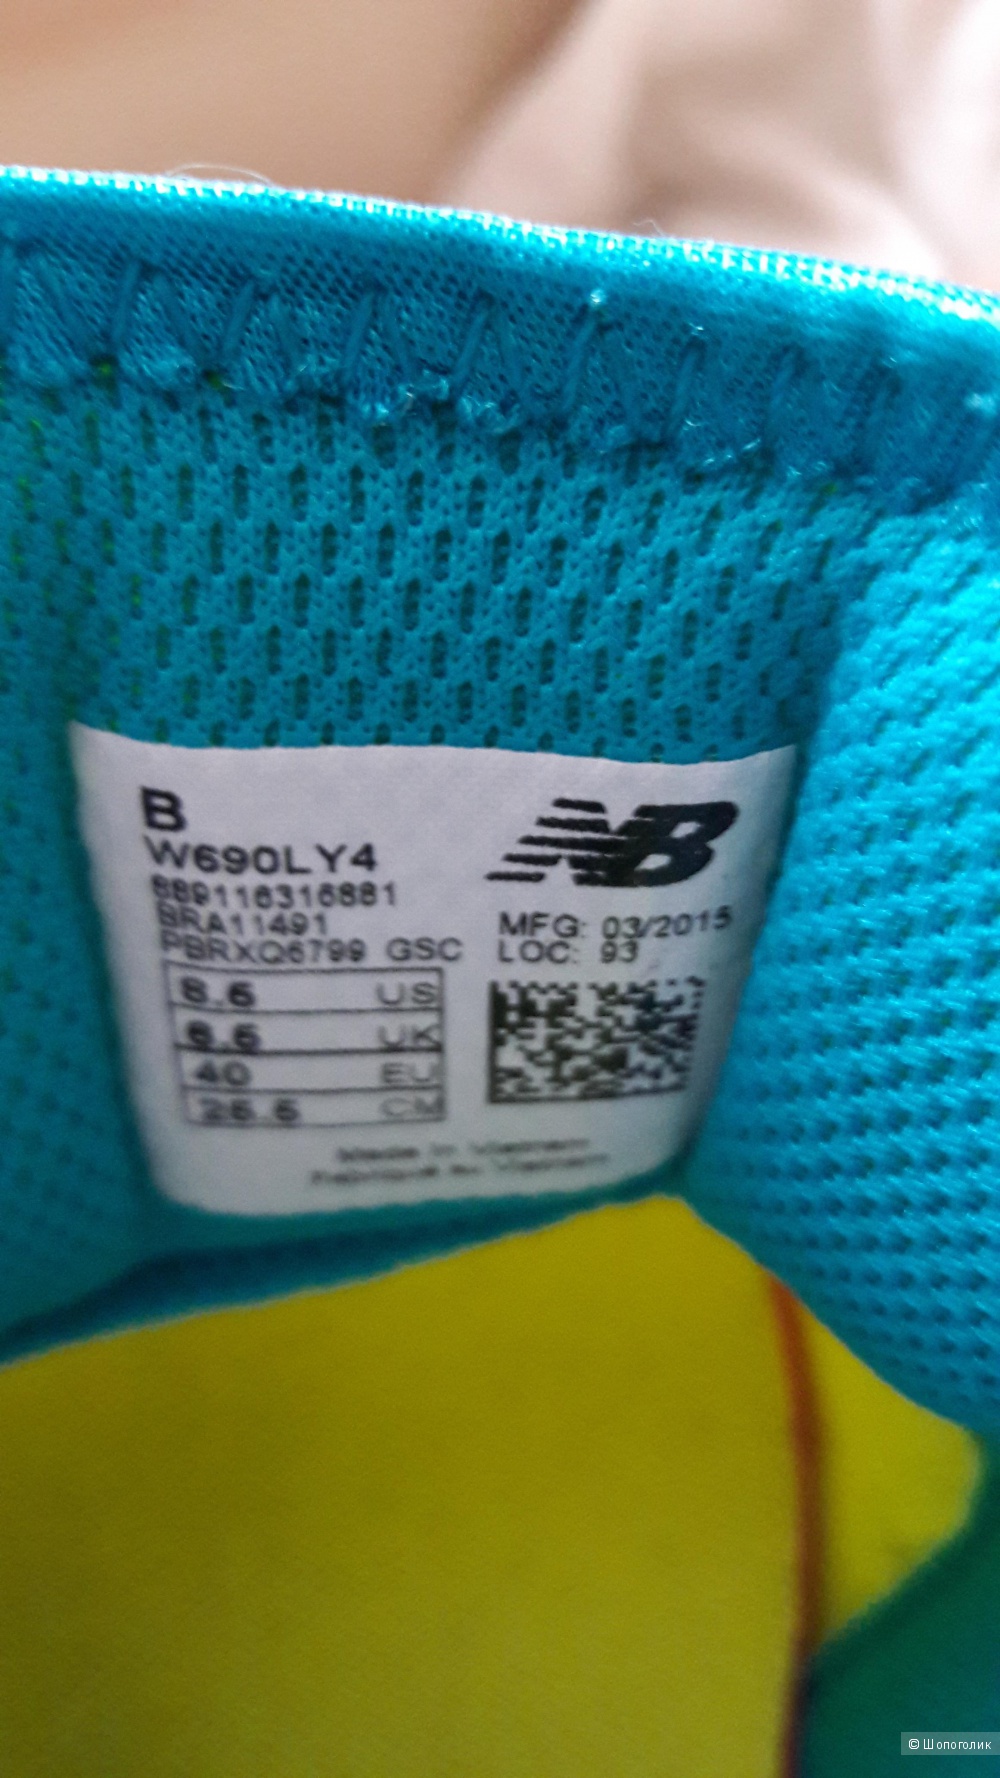 B
W690LY4
NB
889116316881
BRA11491
PBRXQ6799 GSC
MFG: 03/2015
LOC: 93
8.5 US
6.5 UK
40 EU
25.5 CM
Made in Vietnam
Fabriqué au Vietnam
© Шопоголик